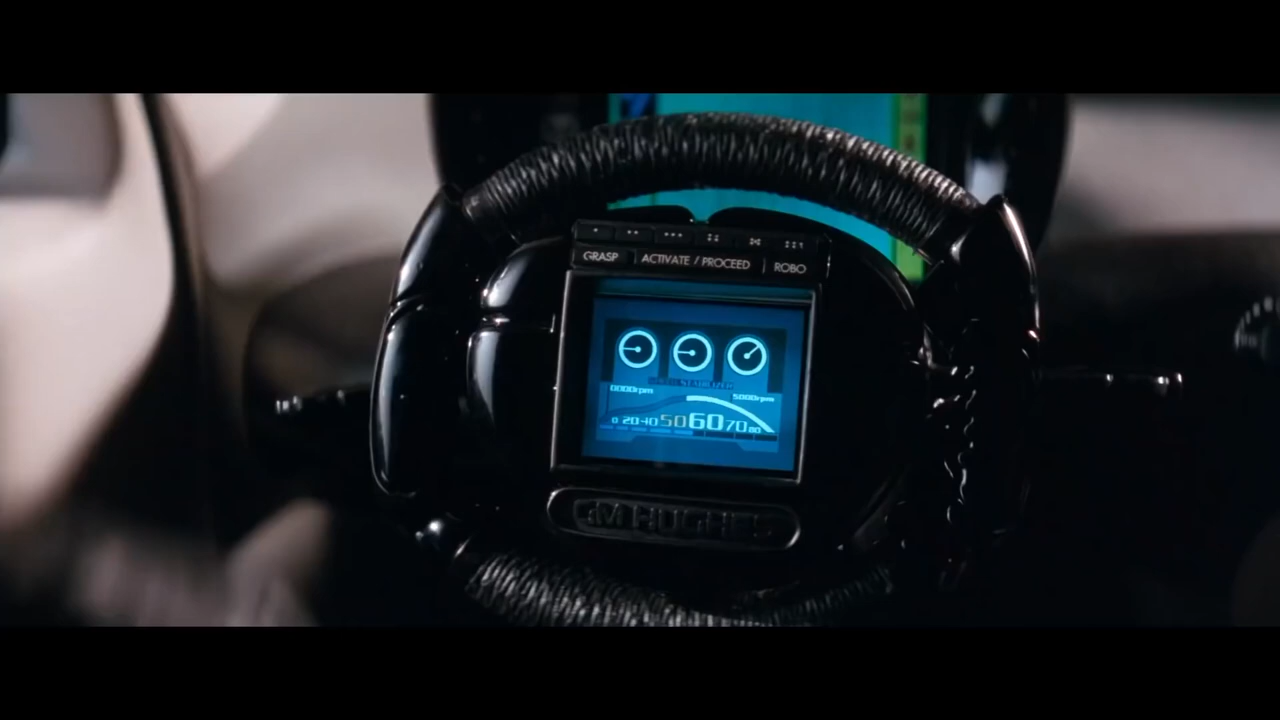 GRASP ACTIVATE / PROCEED ROBO
0000rpm 5000rpm
0 20 40 50 60 70 80
GM HUGHES